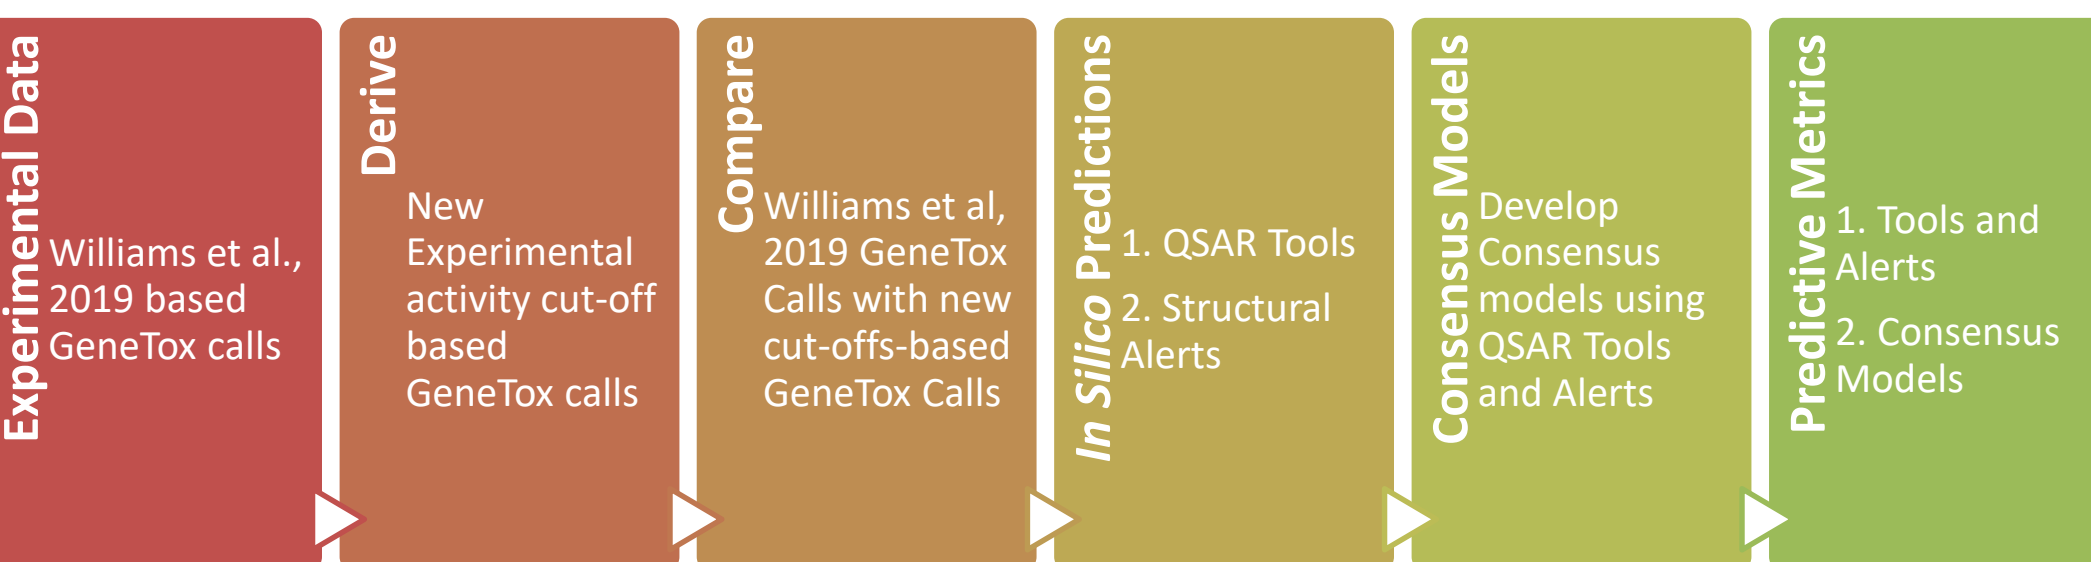 Experimental Data
Williams et al.,
2019 based
GeneTox calls
Derive
New
Experimental
activity cut-off
based
GeneTox calls
Compare
Williams et al,
2019 GeneTox
Calls with new
cut-offs-based
GeneTox Calls
In Silico Predictions
1. QSAR Tools
2. Structural
Alerts
Consensus Models
Develop
Consensus
models using
QSAR Tools
and Alerts
Predictive Metrics
1. Tools and
Alerts
2. Consensus
Models